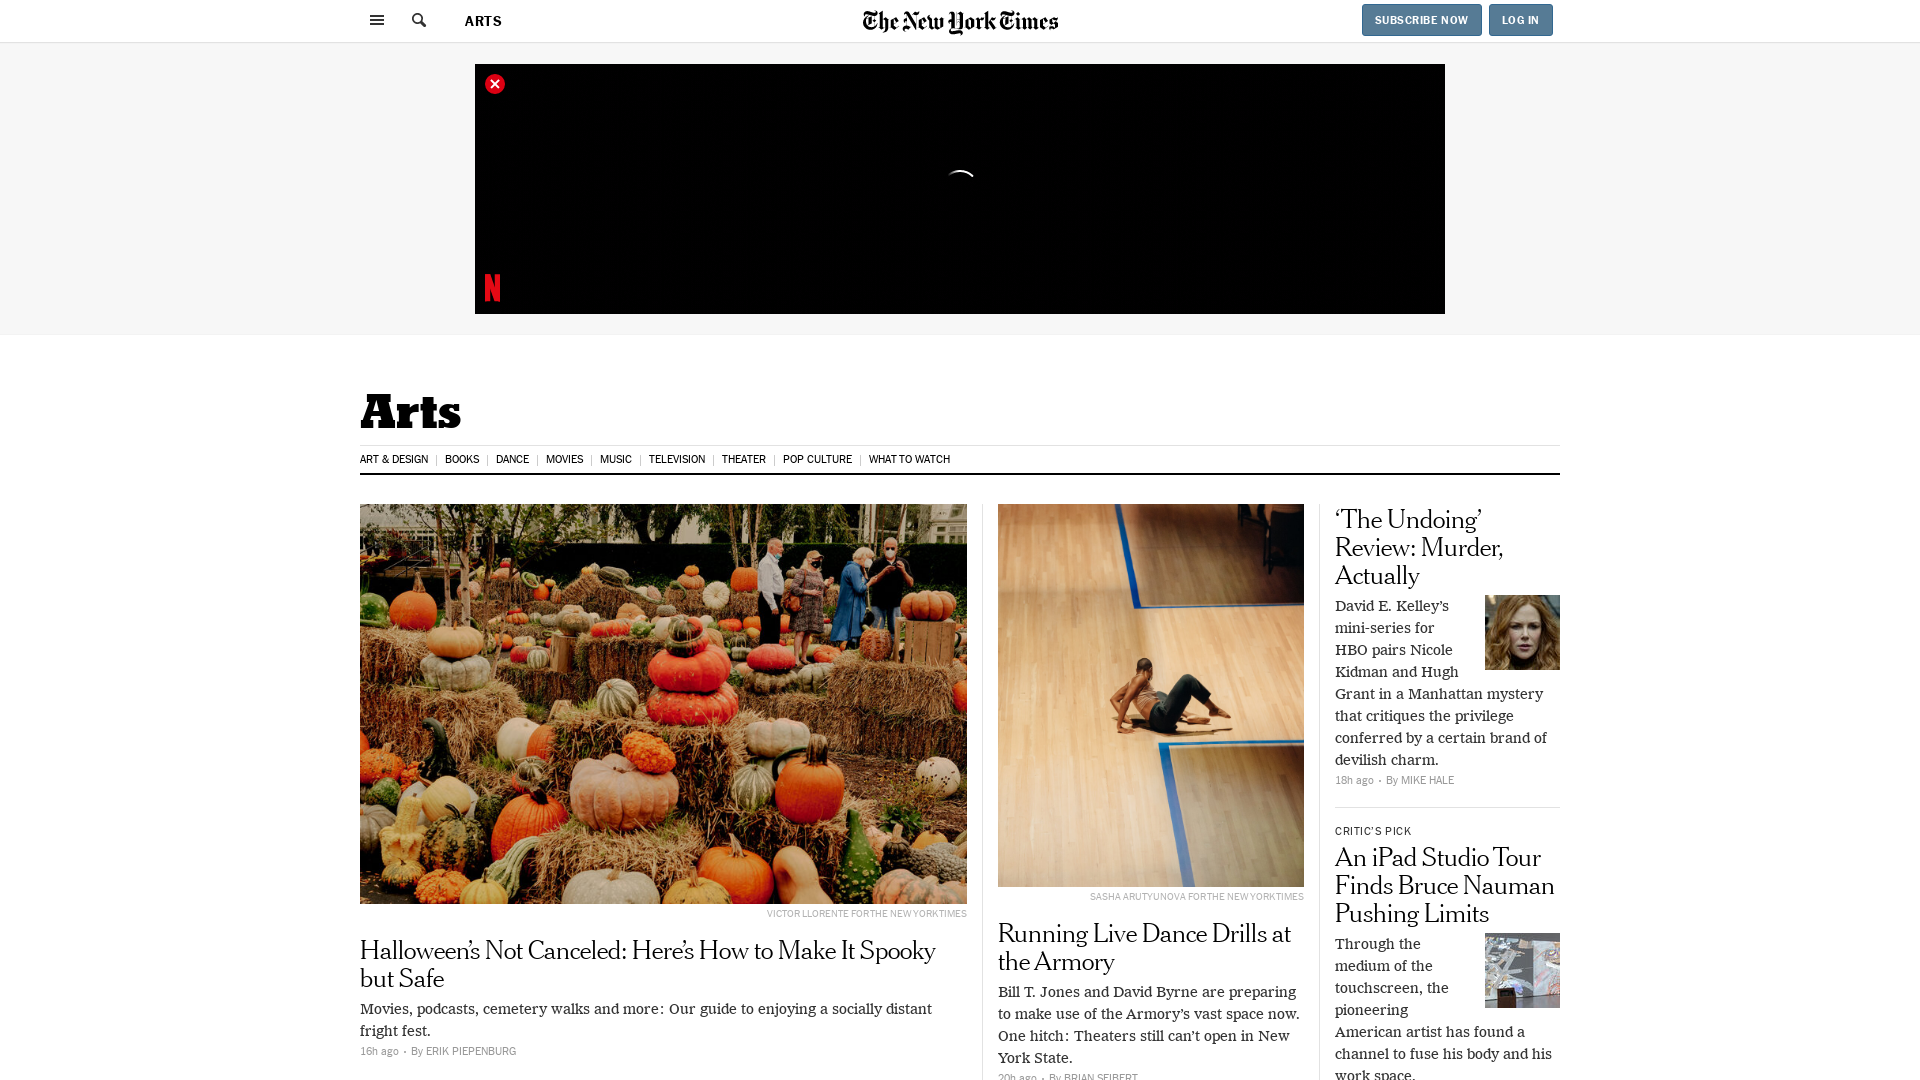 ARTS
The New York Times
SUBSCRIBE NOW
LOG IN
N
Arts
ART & DESIGN
BOOKS
DANCE
MOVIES
MUSIC
TELEVISION
THEATER
POP CULTURE
WHAT TO WATCH
VICTOR LLORENTE FOR THE NEW YORK TIMES
Halloween’s Not Canceled: Here’s How to Make It Spooky
but Safe
Movies, podcasts, cemetery walks and more: Our guide to enjoying a socially distant
fright fest.
16h ago · By ERIK PIEPENBURG
SASHA ARUTYUNOVA FOR THE NEW YORK TIMES
Running Live Dance Drills at
the Armory
Bill T. Jones and David Byrne are preparing
to make use of the Armory’s vast space now.
One hitch: Theaters still can’t open in New
York State.
20h ago · By BRIAN SEIBERT
‘The Undoing’
Review: Murder,
Actually
David E. Kelley’s
mini-series for
HBO pairs Nicole
Kidman and Hugh
Grant in a Manhattan mystery
that critiques the privilege
conferred by a certain brand of
devilish charm.
18h ago · By MIKE HALE
CRITIC’S PICK
An iPad Studio Tour
Finds Bruce Nauman
Pushing Limits
Through the
medium of the
touchscreen, the
pioneering
American artist has found a
channel to fuse his body and his
work space.